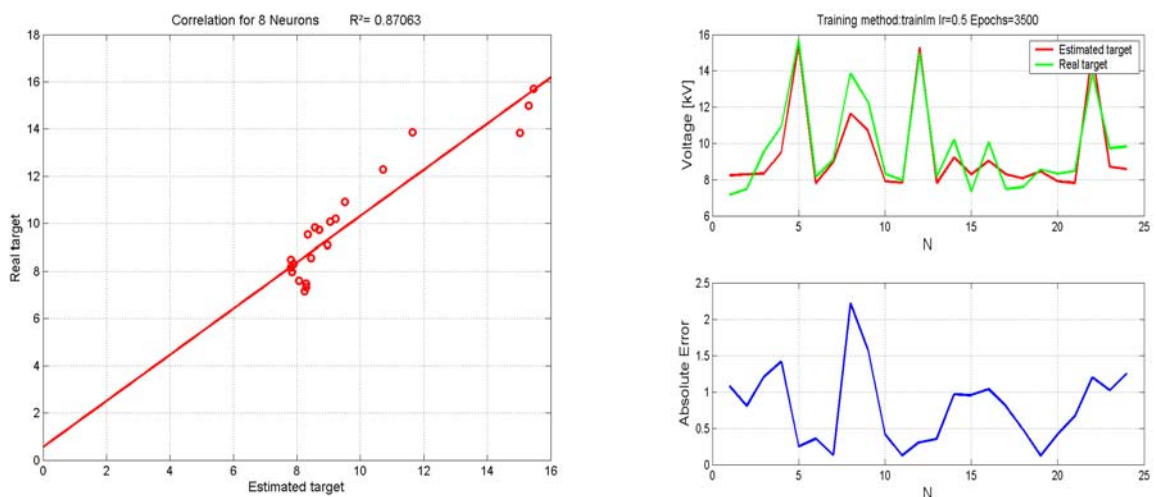 Correlation for 8 Neurons R²= 0.87063
18
16
14
12
10
8
6
4
2
0
Real target
0 2 4 6 8 10 12 14 16
Estimated target
Training method:trainlm lr=0.5 Epochs=3500
Estimated target
Real target
16
14
12
10
8
6
Voltage [kV]
0 5 10 15 20 25
N
2.5
2
1.5
1
0.5
0
Absolute Error
0 5 10 15 20 25
N